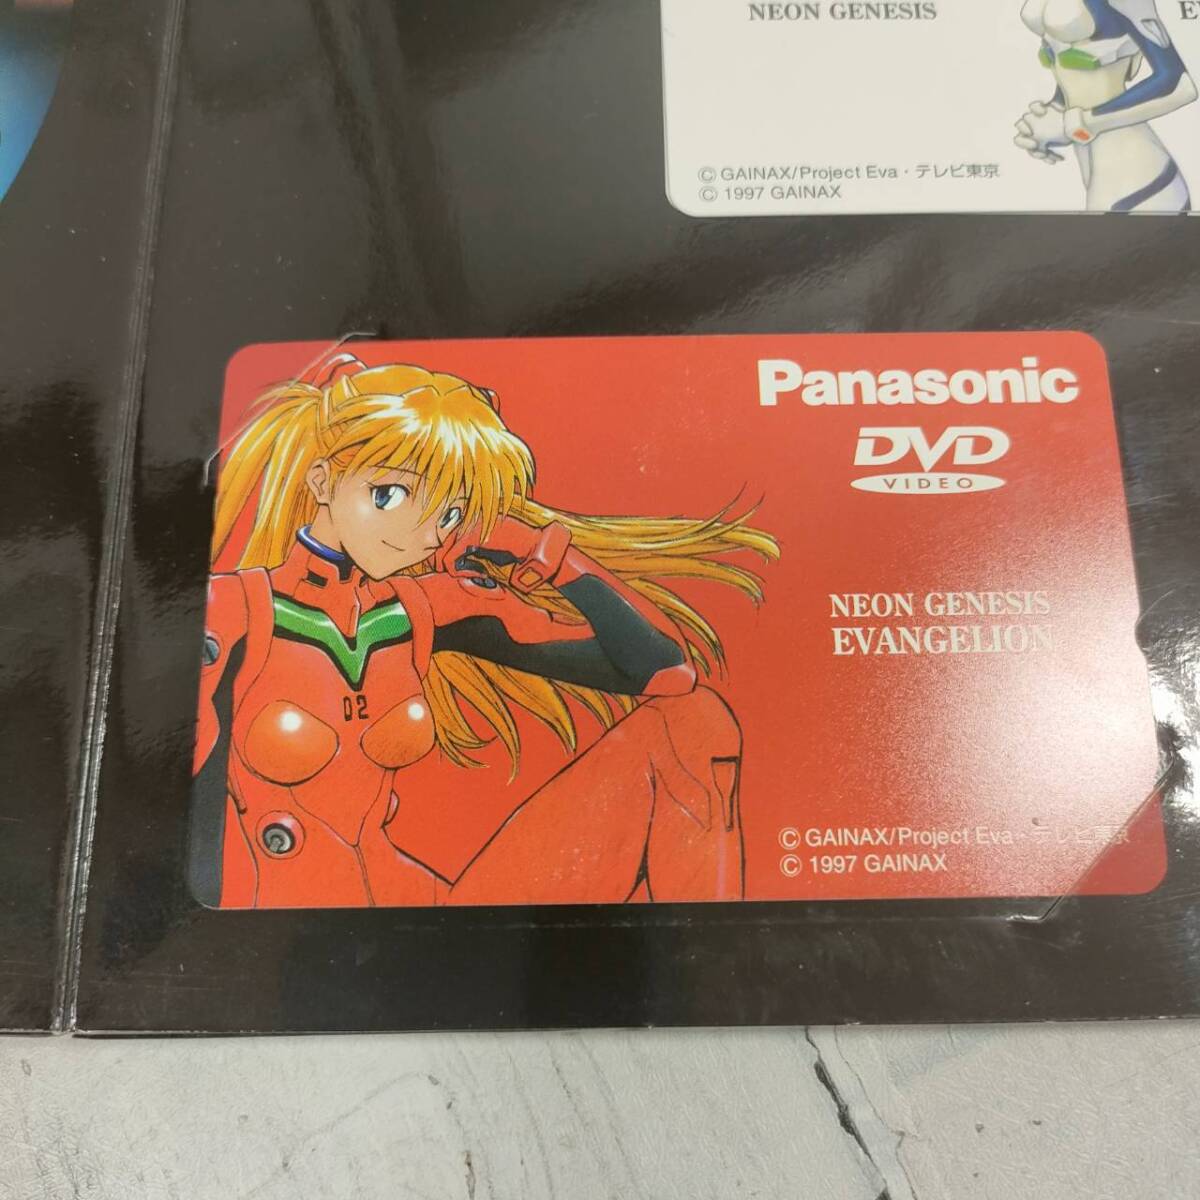 NEON GENESIS
© GAINAX/Project Eva・テレビ東京
© 1997 GAINAX
Panasonic
DVD
VIDEO
NEON GENESIS
EVANGELION
02
© GAINAX/Project Eva・テレビ東京
© 1997 GAINAX